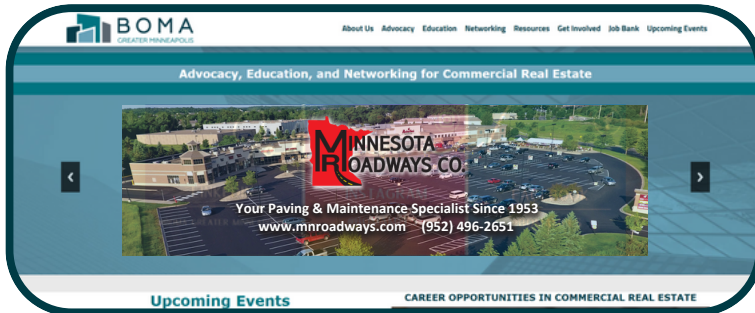 BOMA
GREATER MINNEAPOLIS
About Us Advocacy Education Networking Resources Get Involved Job Bank Upcoming Events
Advocacy, Education, and Networking for Commercial Real Estate
MINNESOTA
ROADWAYS CO.
Your Paving & Maintenance Specialist Since 1953
www.mnroadways.com (952) 496-2651
Upcoming Events
CAREER OPPORTUNITIES IN COMMERCIAL REAL ESTATE